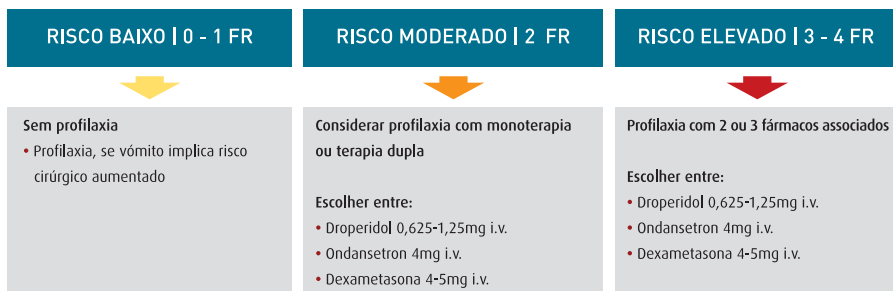 RISCO BAIXO | 0 - 1 FR
Sem profilaxia
• Profilaxia, se vómito implica risco
cirúrgico aumentado
RISCO MODERADO | 2 FR
Considerar profilaxia com monoterapia
ou terapia dupla
Escolher entre:
• Droperidol 0,625-1,25mg i.v.
• Ondansetron 4mg i.v.
• Dexametasona 4-5mg i.v.
RISCO ELEVADO | 3 - 4 FR
Profilaxia com 2 ou 3 fármacos associados
Escolher entre:
• Droperidol 0,625-1,25mg i.v.
• Ondansetron 4mg i.v.
• Dexametasona 4-5mg i.v.